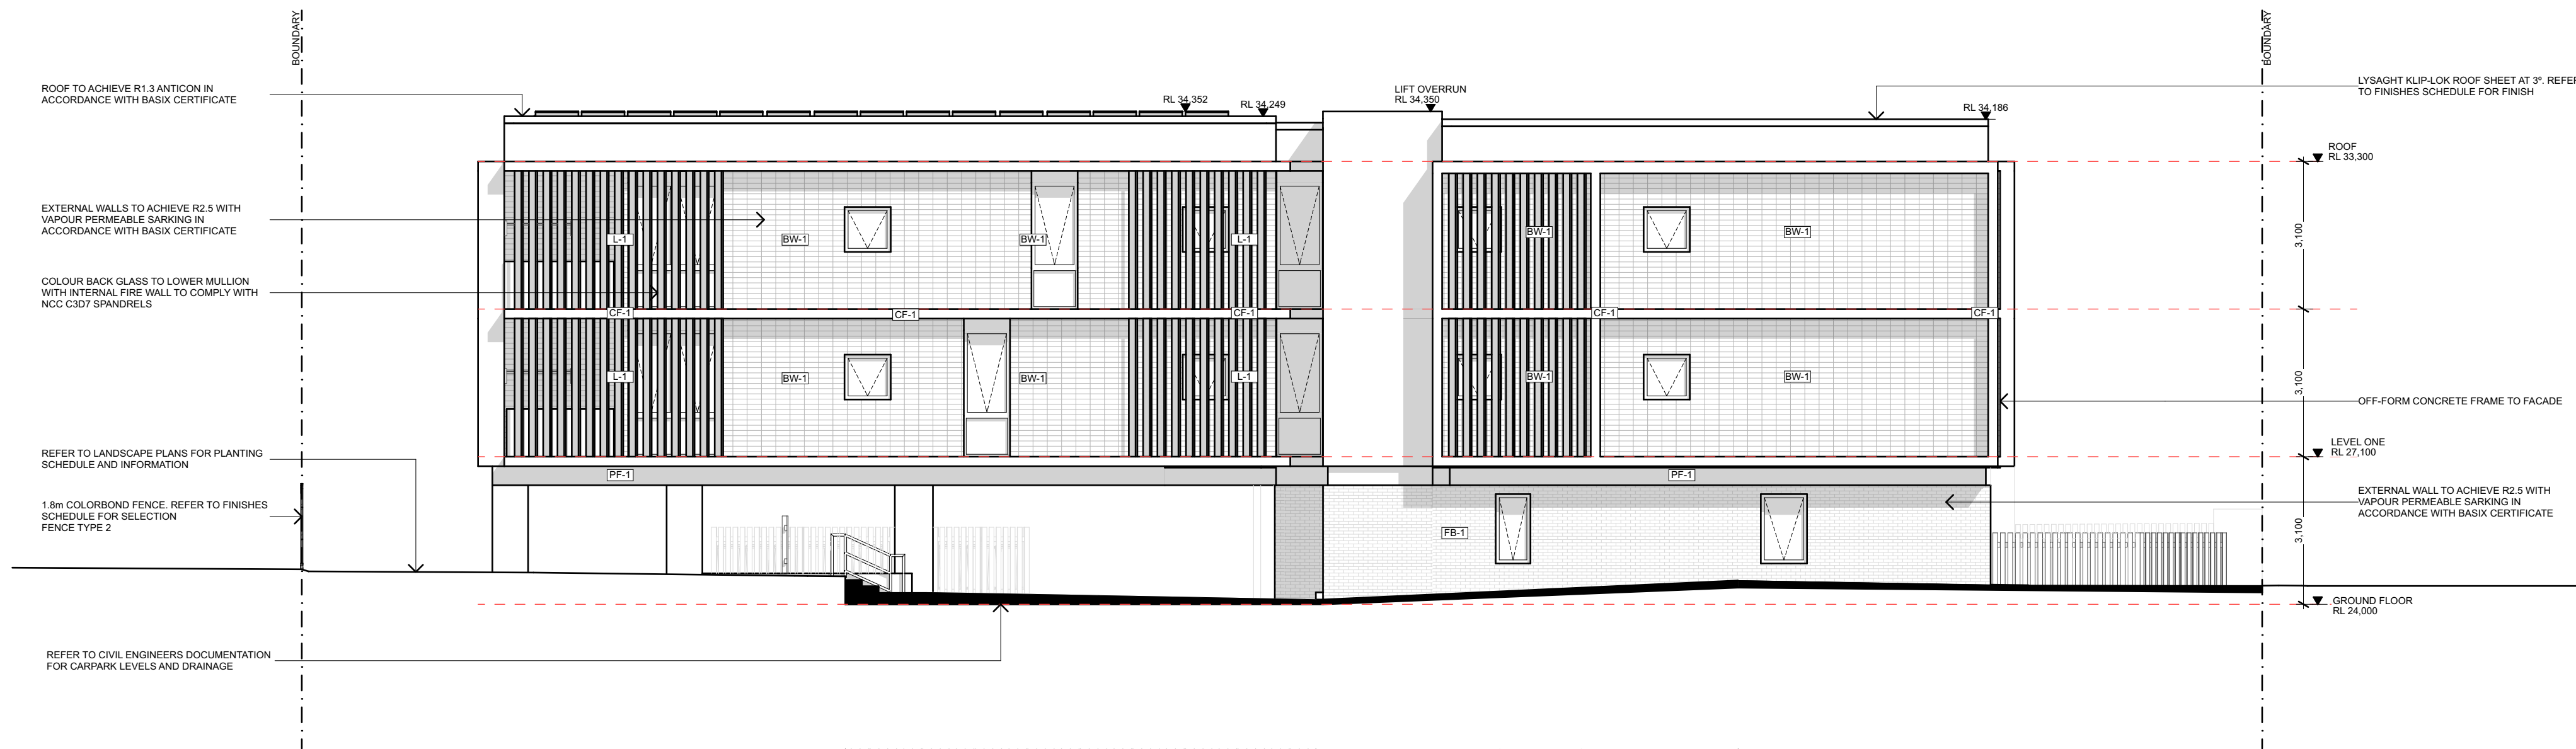 BOUNDARY
BOUNDARY
ROOF TO ACHIEVE R1.3 ANTICON IN
ACCORDANCE WITH BASIX CERTIFICATE
RL 34,352
RL 34,249
LIFT OVERRUN
RL 34,350
RL 34,186
LYSAGHT KLIP-LOK ROOF SHEET AT 3º. REFER
TO FINISHES SCHEDULE FOR FINISH
ROOF
RL 33,300
EXTERNAL WALLS TO ACHIEVE R2.5 WITH
VAPOUR PERMEABLE SARKING IN
ACCORDANCE WITH BASIX CERTIFICATE
L-1
BW-1
BW-1
L-1
BW-1
BW-1
3,100
COLOUR BACK GLASS TO LOWER MULLION
WITH INTERNAL FIRE WALL TO COMPLY WITH
NCC C3D7 SPANDRELS
CF-1
CF-1
CF-1
CF-1
CF-1
L-1
BW-1
BW-1
L-1
BW-1
BW-1
3,100
OFF-FORM CONCRETE FRAME TO FACADE
REFER TO LANDSCAPE PLANS FOR PLANTING
SCHEDULE AND INFORMATION
LEVEL ONE
RL 27,100
PF-1
PF-1
1.8m COLORBOND FENCE. REFER TO FINISHES
SCHEDULE FOR SELECTION
FENCE TYPE 2
FB-1
3,100
EXTERNAL WALL TO ACHIEVE R2.5 WITH
VAPOUR PERMEABLE SARKING IN
ACCORDANCE WITH BASIX CERTIFICATE
GROUND FLOOR
RL 24,000
REFER TO CIVIL ENGINEERS DOCUMENTATION
FOR CARPARK LEVELS AND DRAINAGE